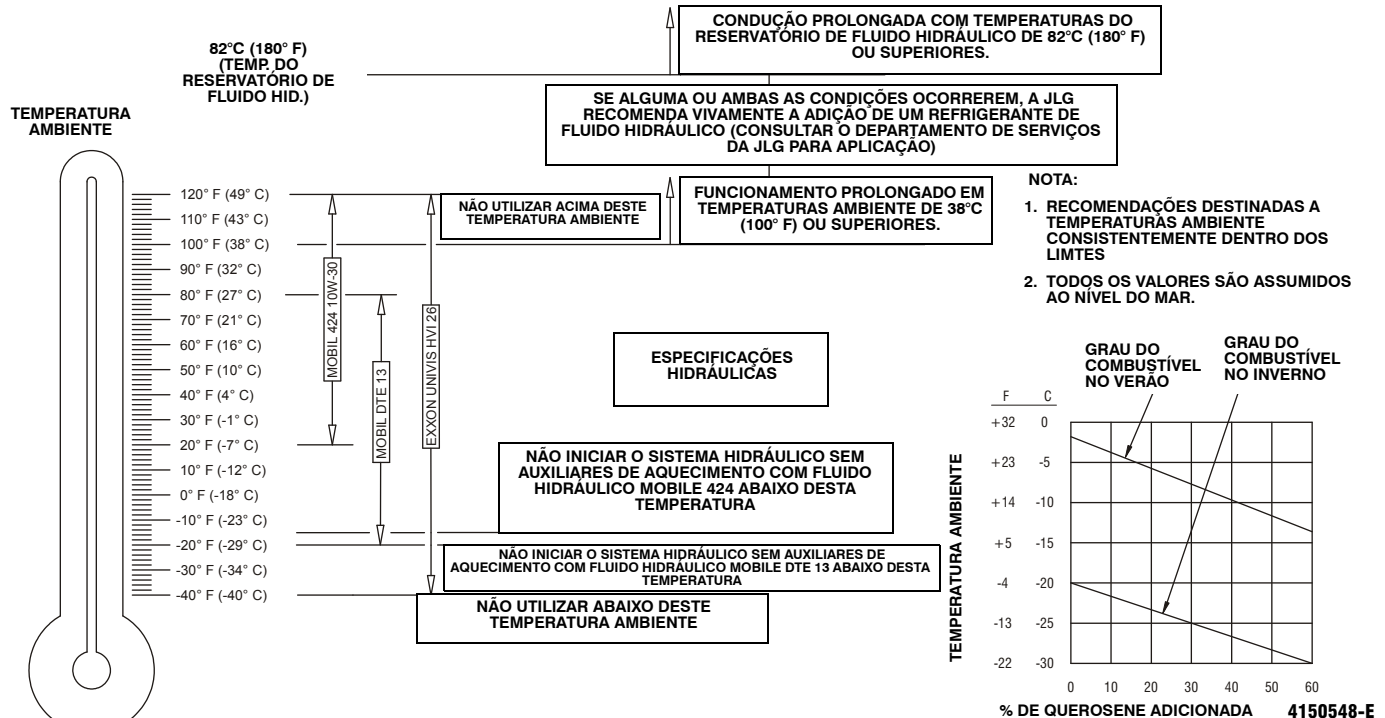 CONDUÇÃO PROLONGADA COM TEMPERATURAS DO
RESERVATÓRIO DE FLUIDO HIDRÁULICO DE 82°C (180° F)
OU SUPERIORES.
82°C (180° F)
(TEMP. DO
RESERVATÓRIO DE
FLUIDO HID.)
SE ALGUMA OU AMBAS AS CONDIÇÕES OCORREREM, A JLG
RECOMENDA VIVAMENTE A ADIÇÃO DE UM REFRIGERANTE DE
FLUIDO HIDRÁULICO (CONSULTAR O DEPARTAMENTO DE SERVIÇOS
DA JLG PARA APLICAÇÃO)
TEMPERATURA
AMBIENTE
120° F (49° C)
110° F (43° C)
100° F (38° C)
90° F (32° C)
80° F (27° C)
70° F (21° C)
60° F (16° C)
50° F (10° C)
40° F (4° C)
30° F (-1° C)
20° F (-7° C)
10° F (-12° C)
0° F (-18° C)
-10° F (-23° C)
-20° F (-29° C)
-30° F (-34° C)
-40° F (-40° C)
MOBIL 424 10W-30
MOBIL DTE 13
EXXON UNIVIS HVI 26
NÃO UTILIZAR ACIMA DESTE
TEMPERATURA AMBIENTE
FUNCIONAMENTO PROLONGADO EM
TEMPERATURAS AMBIENTE DE 38°C
(100° F) OU SUPERIORES.
NOTA:
1. RECOMENDAÇÕES DESTINADAS A
TEMPERATURAS AMBIENTE
CONSISTENTEMENTE DENTRO DOS
LIMTES
2. TODOS OS VALORES SÃO ASSUMIDOS
AO NÍVEL DO MAR.
ESPECIFICAÇÕES
HIDRÁULICAS
NÃO INICIAR O SISTEMA HIDRÁULICO SEM
AUXILIARES DE AQUECIMENTO COM FLUIDO
HIDRÁULICO MOBILE 424 ABAIXO DESTA
TEMPERATURA
NÃO INICIAR O SISTEMA HIDRÁULICO SEM AUXILIARES DE
AQUECIMENTO COM FLUIDO HIDRÁULICO MOBILE DTE 13 ABAIXO DESTA
TEMPERATURA
NÃO UTILIZAR ABAIXO DESTE
TEMPERATURA AMBIENTE
GRAU DO
COMBUSTÍVEL
NO VERÃO
GRAU DO
COMBUSTÍVEL
NO INVERNO
F C
+32 0
+23 -5
+14 -10
+5 -15
-4 -20
-13 -25
-22 -30
TEMPERATURA AMBIENTE
0 10 20 30 40 50 60
% DE QUEROSENE ADICIONADA
4150548-E